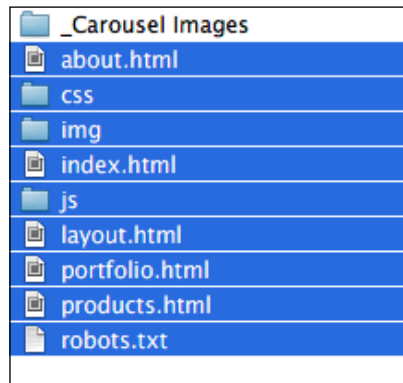 _Carousel Images
about.html
css
img
index.html
js
layout.html
portfolio.html
products.html
robots.txt